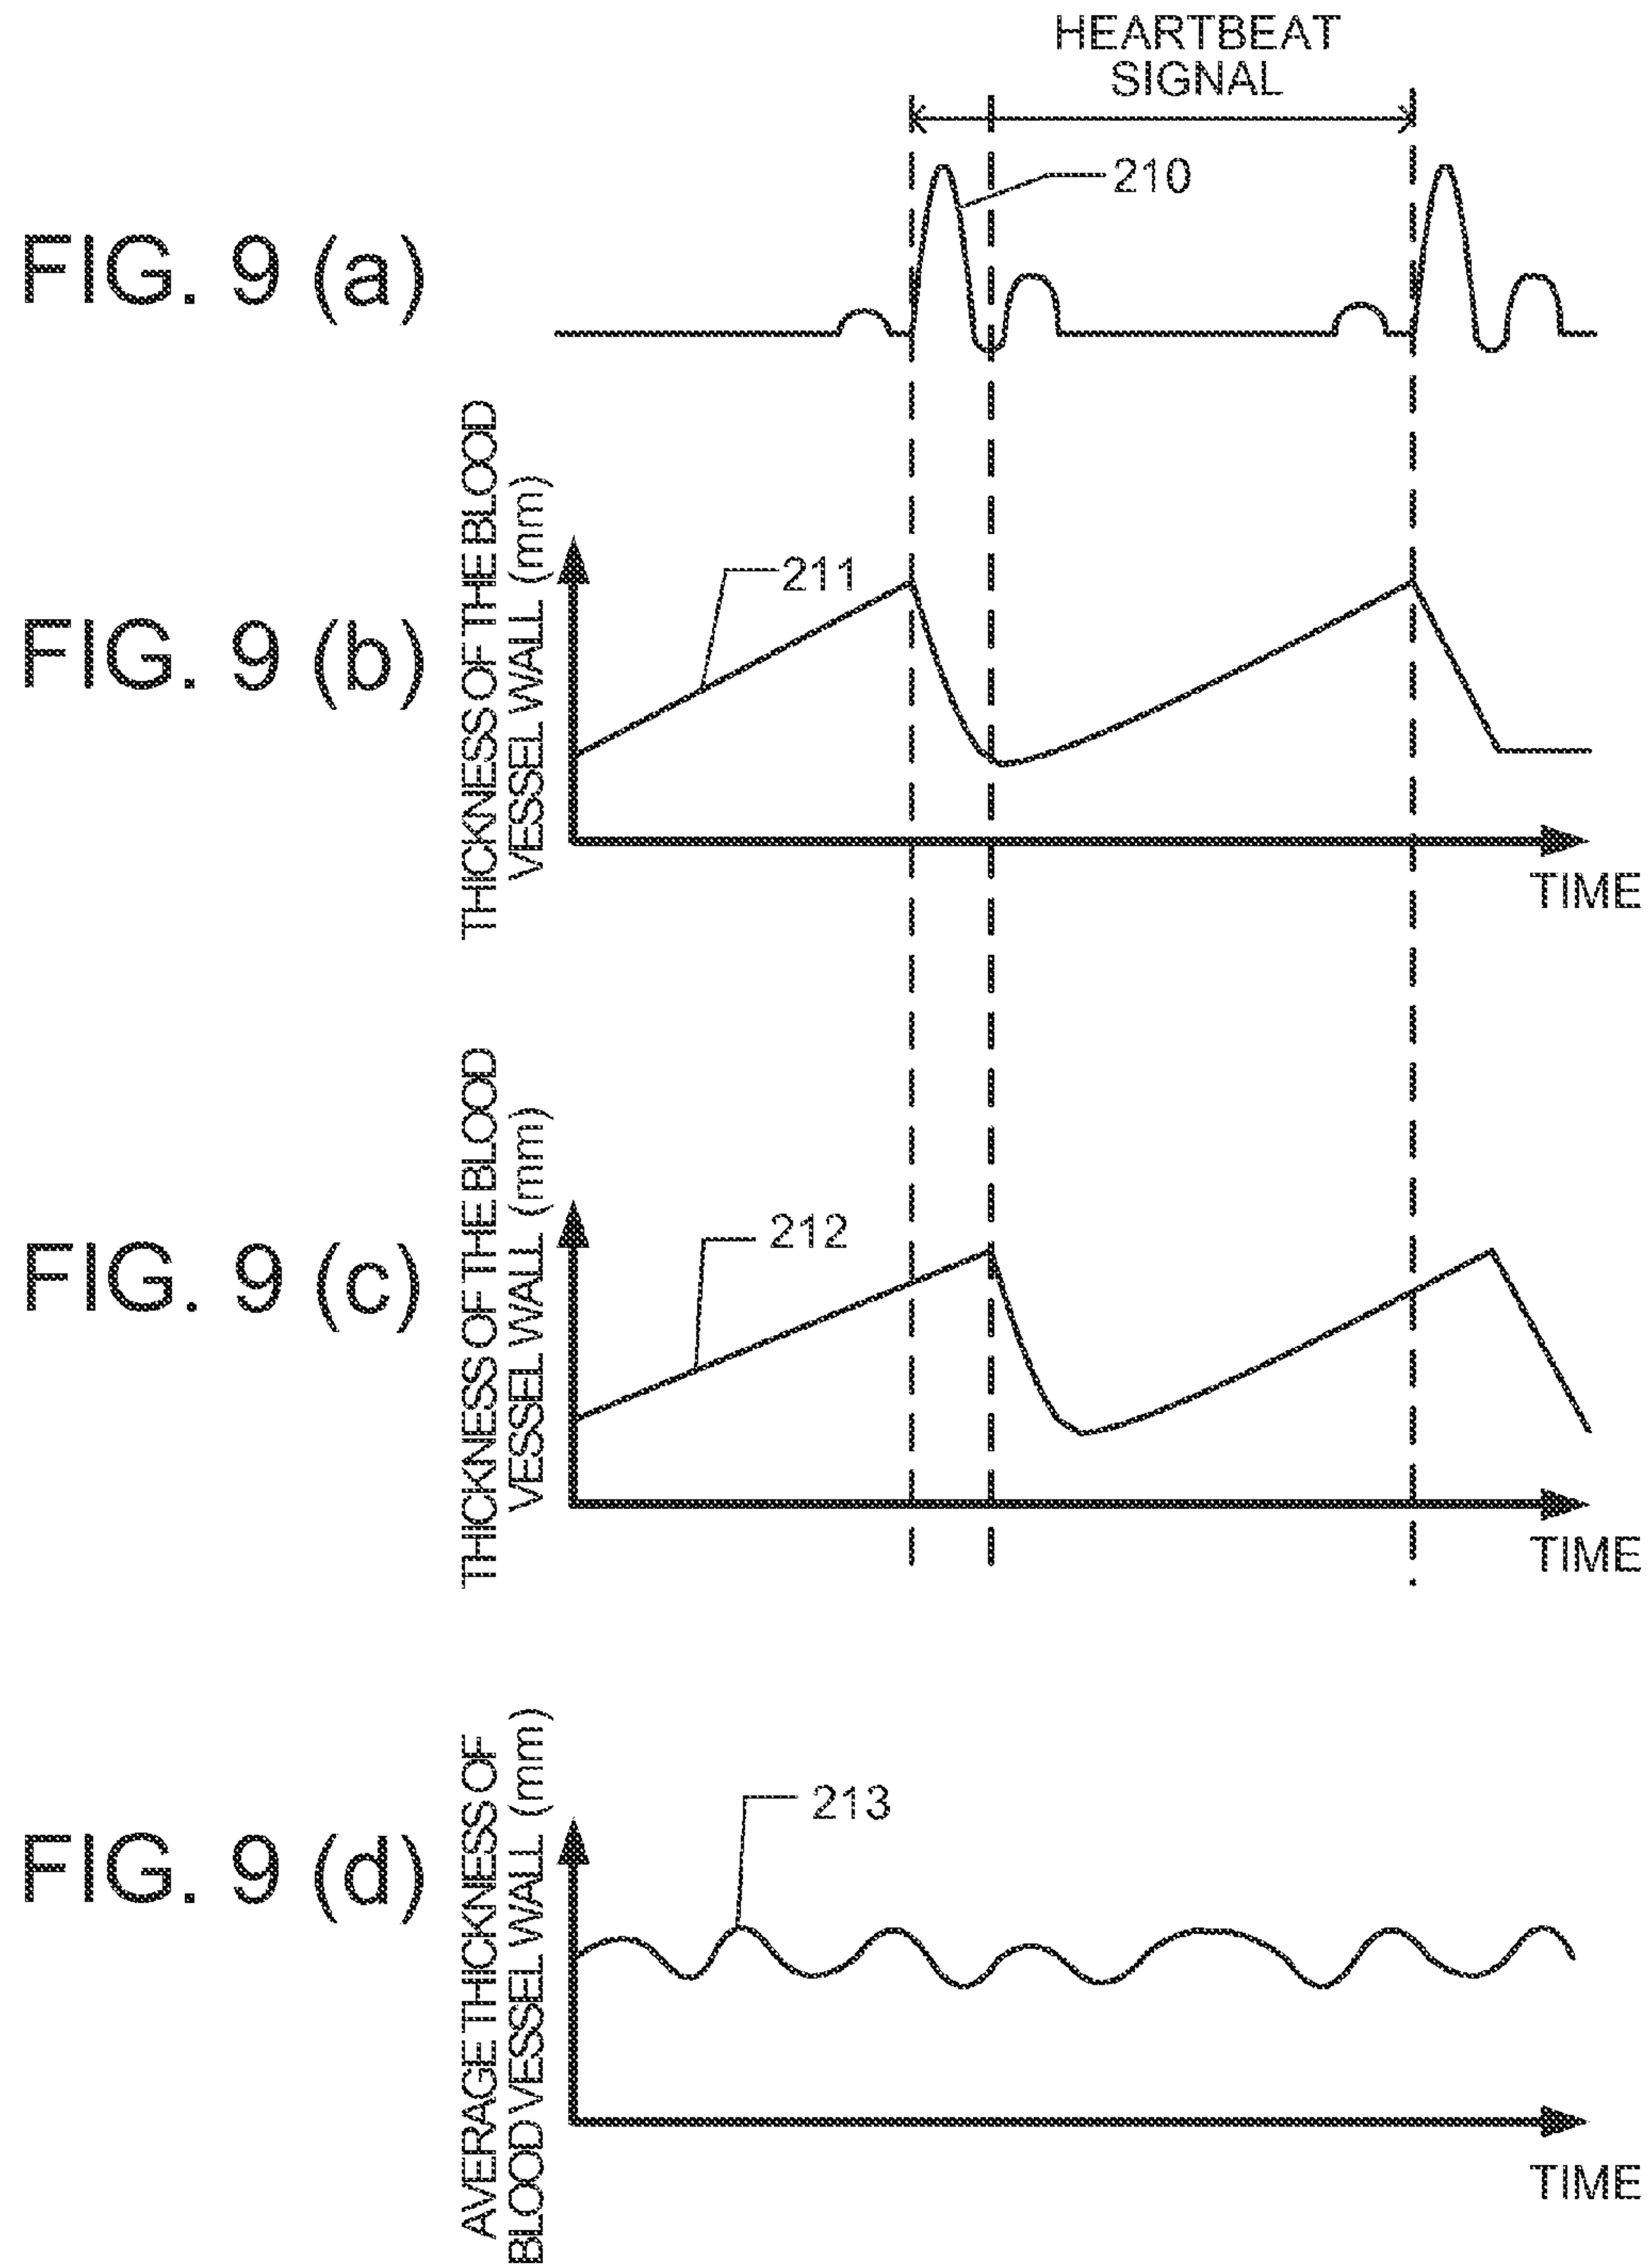 HEARTBEAT
SIGNAL
210
FIG. 9 (a)
THICKNESS OF THE BLOOD
VESSEL WALL (mm)
211
FIG. 9 (b)
TIME
THICKNESS OF THE BLOOD
VESSEL WALL (mm)
212
FIG. 9 (c)
TIME
AVERAGE THICKNESS OF
BLOOD VESSEL WALL (mm)
213
FIG. 9 (d)
TIME